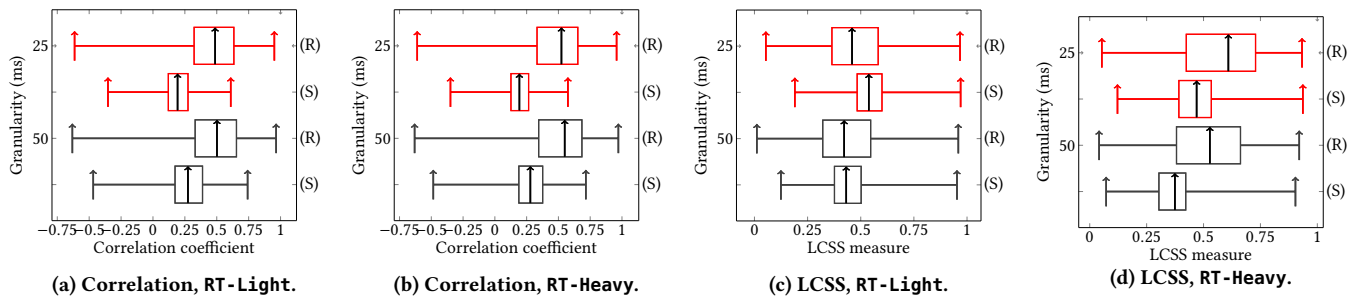 Granularity (ms)
25
50
(R)
(S)
(R)
(S)
−0.75 −0.5 −0.25 0 0.25 0.5 0.75 1
Correlation coefficient
(a) Correlation, RT-Light.
Granularity (ms)
25
50
(R)
(S)
(R)
(S)
−0.75 −0.5 −0.25 0 0.25 0.5 0.75 1
Correlation coefficient
(b) Correlation, RT-Heavy.
Granularity (ms)
25
50
(R)
(S)
(R)
(S)
0 0.25 0.5 0.75 1
LCSS measure
(c) LCSS, RT-Light.
Granularity (ms)
25
50
(R)
(S)
(R)
(S)
0 0.25 0.5 0.75 1
LCSS measure
(d) LCSS, RT-Heavy.